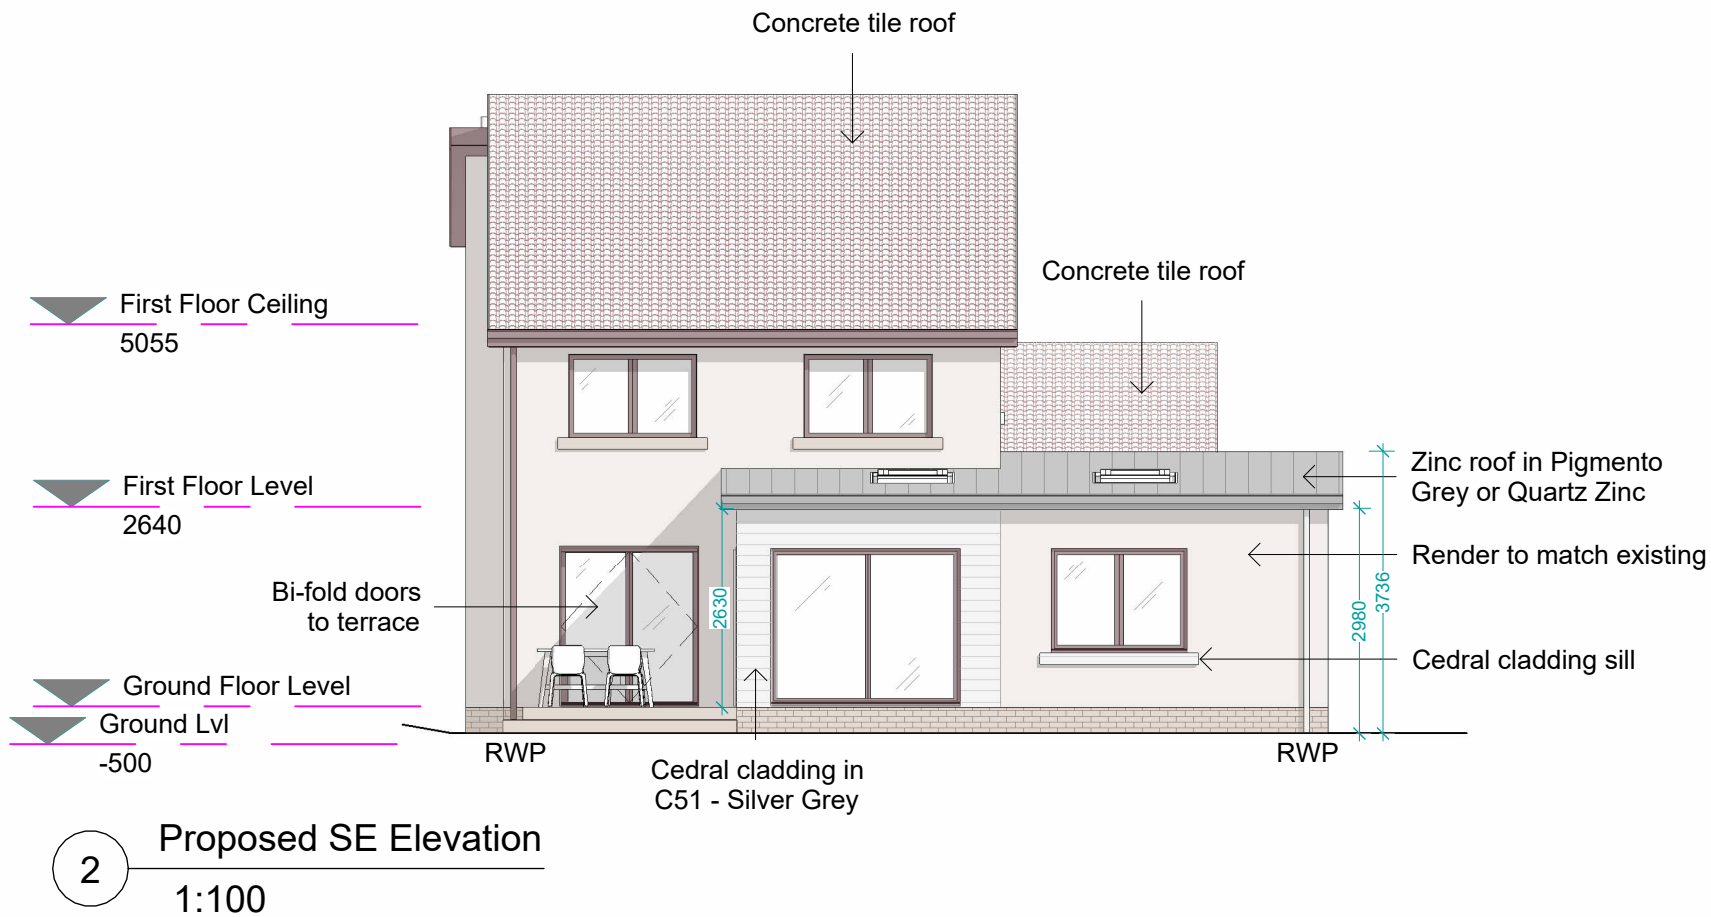 Concrete tile roof
Concrete tile roof
First Floor Ceiling
5055
First Floor Level
2640
Zinc roof in Pigmento
Grey or Quartz Zinc
Render to match existing
Bi-fold doors
to terrace
2630
2980
3736
Cedral cladding sill
Ground Floor Level
Ground Lvl
-500
RWP
RWP
Cedral cladding in
C51 - Silver Grey
2
Proposed SE Elevation
1:100